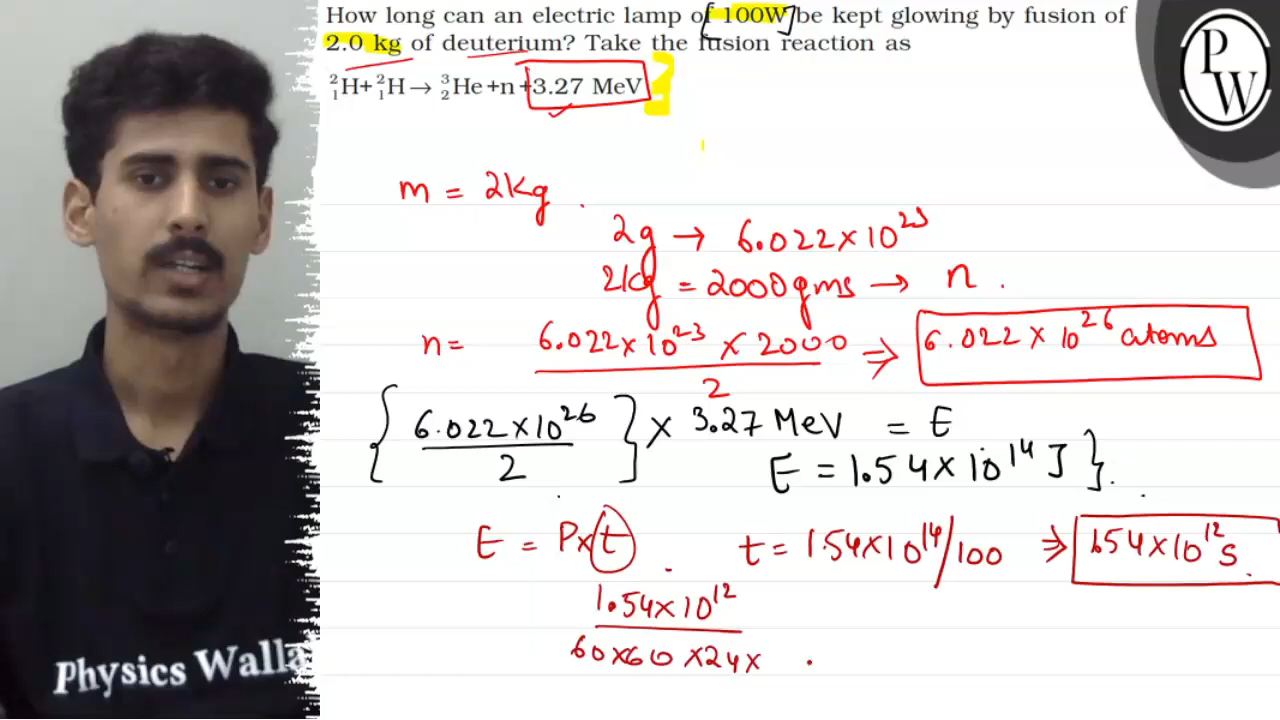 How long can an electric lamp of 100W be kept glowing by fusion of
2.0 kg of deuterium? Take the fusion reaction as
²₁H+²₁H→ ³₂He +n +3.27 MeV ?
PW
m = 2kg .
2g → 6.022×10²³
2kg = 2000gms → n .
n = 6.022×10²³ × 2000 / 2 ⇒ 6.022 × 10²⁶ atoms
{ 6.022×10²⁶ / 2 } × 3.27 MeV = E
E = 1.54×10¹⁴ J } .
E = P×t . t = 1.54×10¹⁴/100 ⇒ 1.54×10¹²s .
1.54×10¹² / 60×60×24× .
Physics Walla